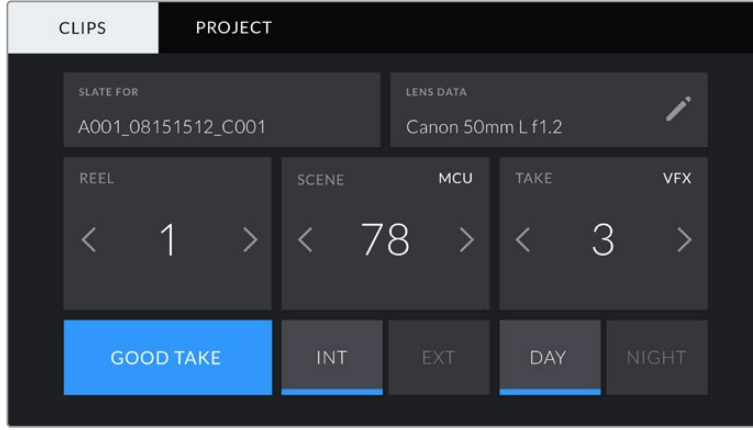 CLIPS PROJECT
SLATE FOR LENS DATA
A001_08151512_C001 Canon 50mm L f1.2
REEL SCENE MCU TAKE VFX
1 78 3
GOOD TAKE INT EXT DAY NIGHT